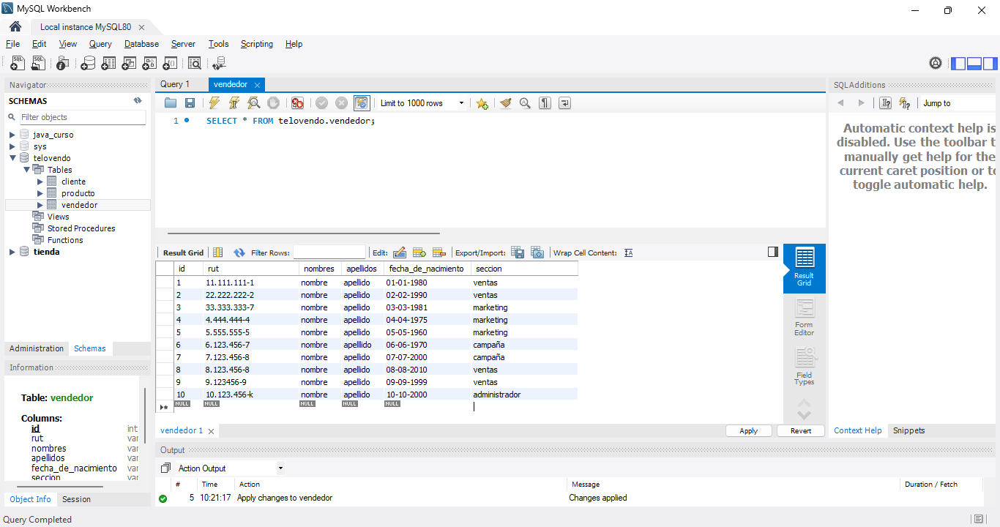 MySQL Workbench
Local instance MySQL80
File Edit View Query Database Server Tools Scripting Help
Navigator
SCHEMAS
Filter objects
java_curso
sys
telovendo
Tables
cliente
producto
vendedor
Views
Stored Procedures
Functions
tienda
Administration Schemas
Information
Table: vendedor
Columns:
id int
rut var
nombres var
apellidos var
fecha_de_nacimiento var
seccion var
Object Info Session
Query 1 vendedor
Limit to 1000 rows
1 SELECT * FROM telovendo.vendedor;
Result Grid Filter Rows: Edit: Export/Import: Wrap Cell Content:
id rut nombres apellidos fecha_de_nacimiento seccion
1 11.111.111-1 nombre apellido 01-01-1980 ventas
2 22.222.222-2 nombre apellido 02-02-1990 ventas
3 33.333.333-7 nombre apellido 03-03-1981 marketing
4 4.444.444-4 nombre apellido 04-04-1975 marketing
5 5.555.555-5 nombre apellido 05-05-1960 marketing
6 6.123.456-7 nombre apelllido 06-06-1970 campaña
7 7.123.456-8 nombre apellido 07-07-2000 campaña
8 8.123.456-8 nombre apellido 08-08-2010 ventas
9 9.123456-9 nombre apellido 09-09-1999 ventas
10 10.123.456-k nombre apellido 10-10-2000 administrador
NULL NULL NULL NULL NULL
Result
Grid
Form
Editor
Field
Types
vendedor 1
Apply Revert
SQLAdditions
Jump to
Automatic context help is
disabled. Use the toolbar t
manually get help for the
current caret position or to
toggle automatic help.
Context Help Snippets
Output
Action Output
# Time Action Message Duration / Fetch
5 10:21:17 Apply changes to vendedor Changes applied
Query Completed